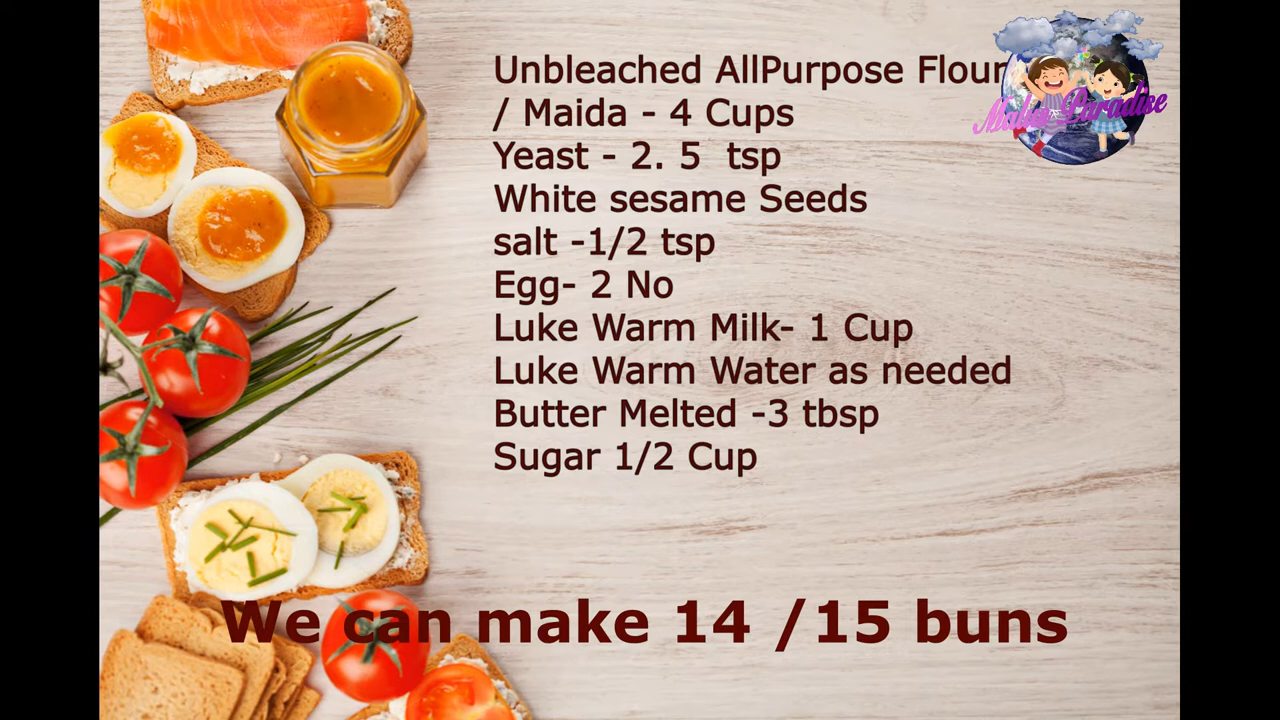 Unbleached AllPurpose Flour
/ Maida - 4 Cups
Yeast - 2. 5  tsp
White sesame Seeds
salt -1/2 tsp
Egg- 2 No
Luke Warm Milk- 1 Cup
Luke Warm Water as needed
Butter Melted -3 tbsp
Sugar 1/2 Cup
We can make 14 /15 buns
Paradise